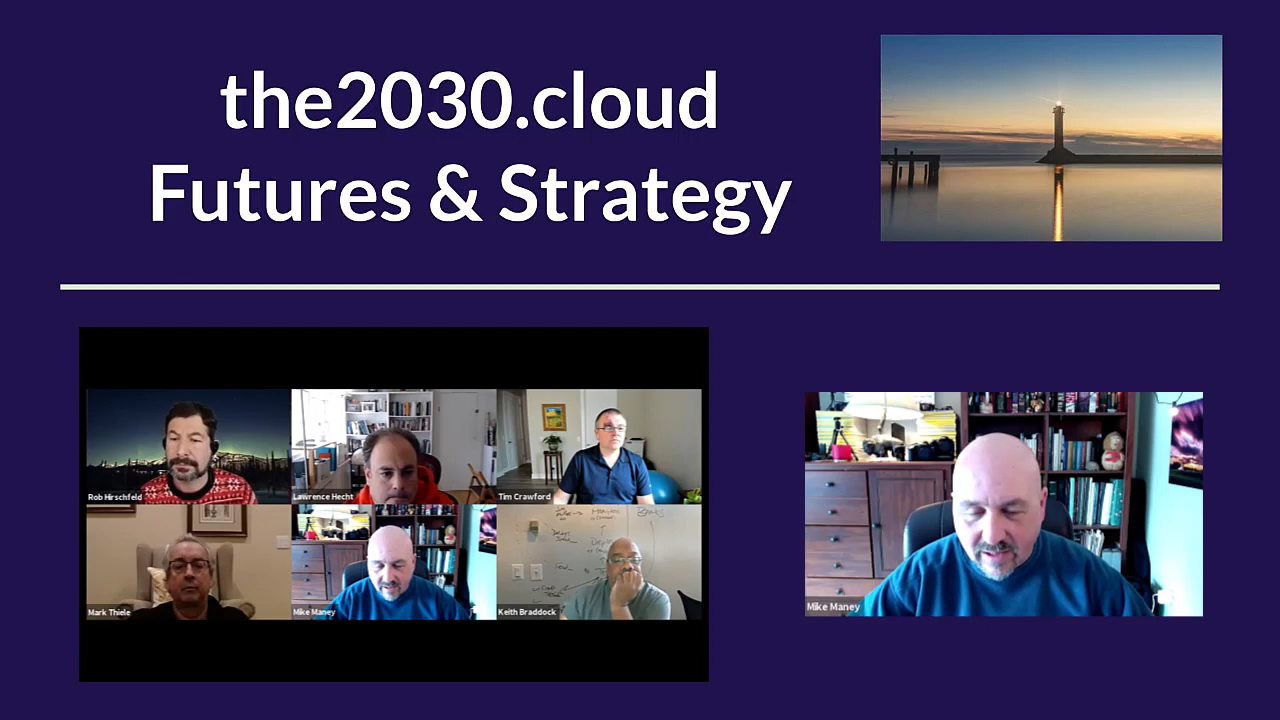 the2030.cloud
Futures & Strategy
Rob Hirschfeld
Lawrence Hecht
Tim Crawford
Mark Thiele
Mike Maney
Keith Braddock
Mike Maney